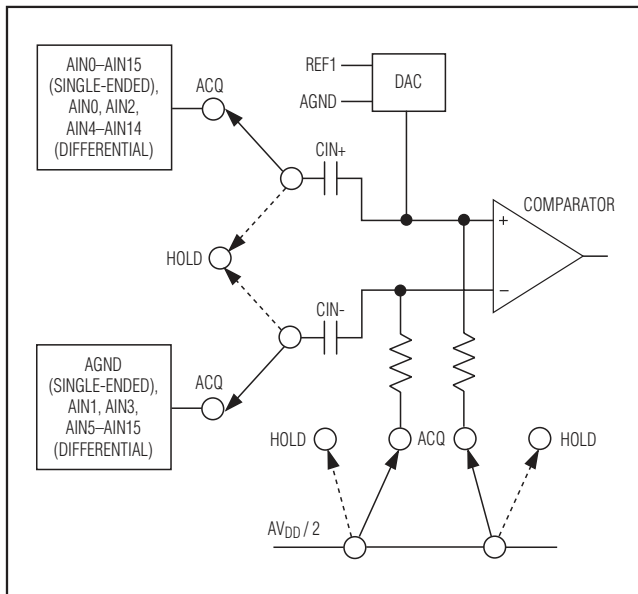 AIN0–AIN15
(SINGLE-ENDED),
AIN0, AIN2,
AIN4–AIN14
(DIFFERENTIAL)
ACQ
REF1
AGND
DAC
CIN+
COMPARATOR
+
−
HOLD
CIN-
AGND
(SINGLE-ENDED),
AIN1, AIN3,
AIN5–AIN15
(DIFFERENTIAL)
ACQ
HOLD
ACQ
HOLD
AVDD / 2